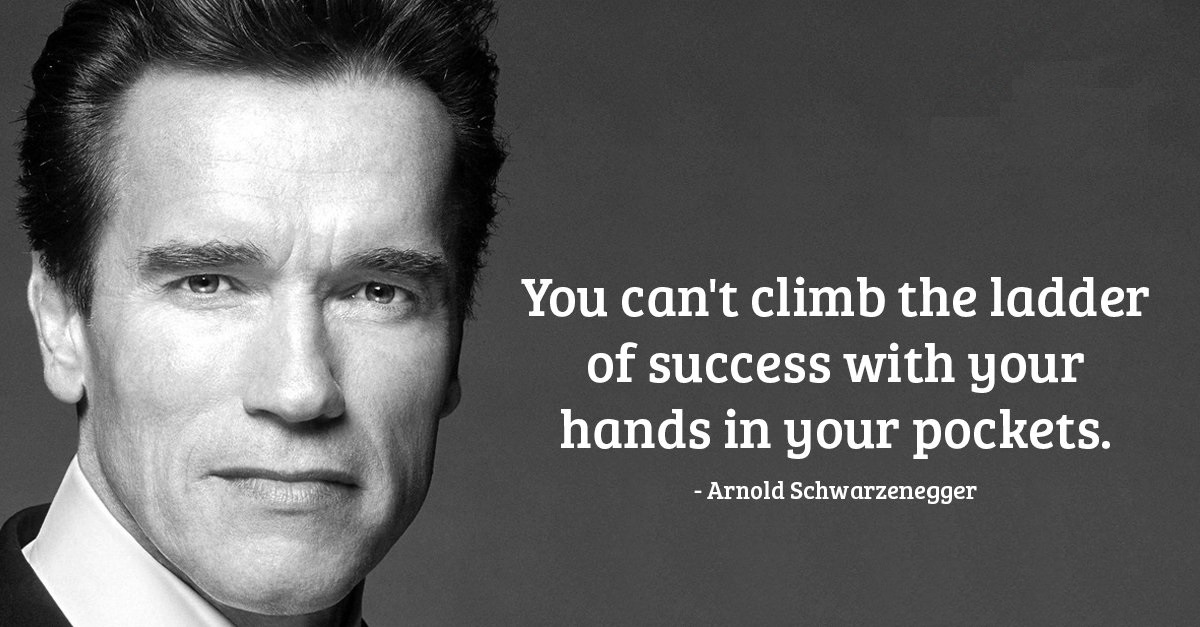 You can't climb the ladder
of success with your
hands in your pockets.
- Arnold Schwarzenegger